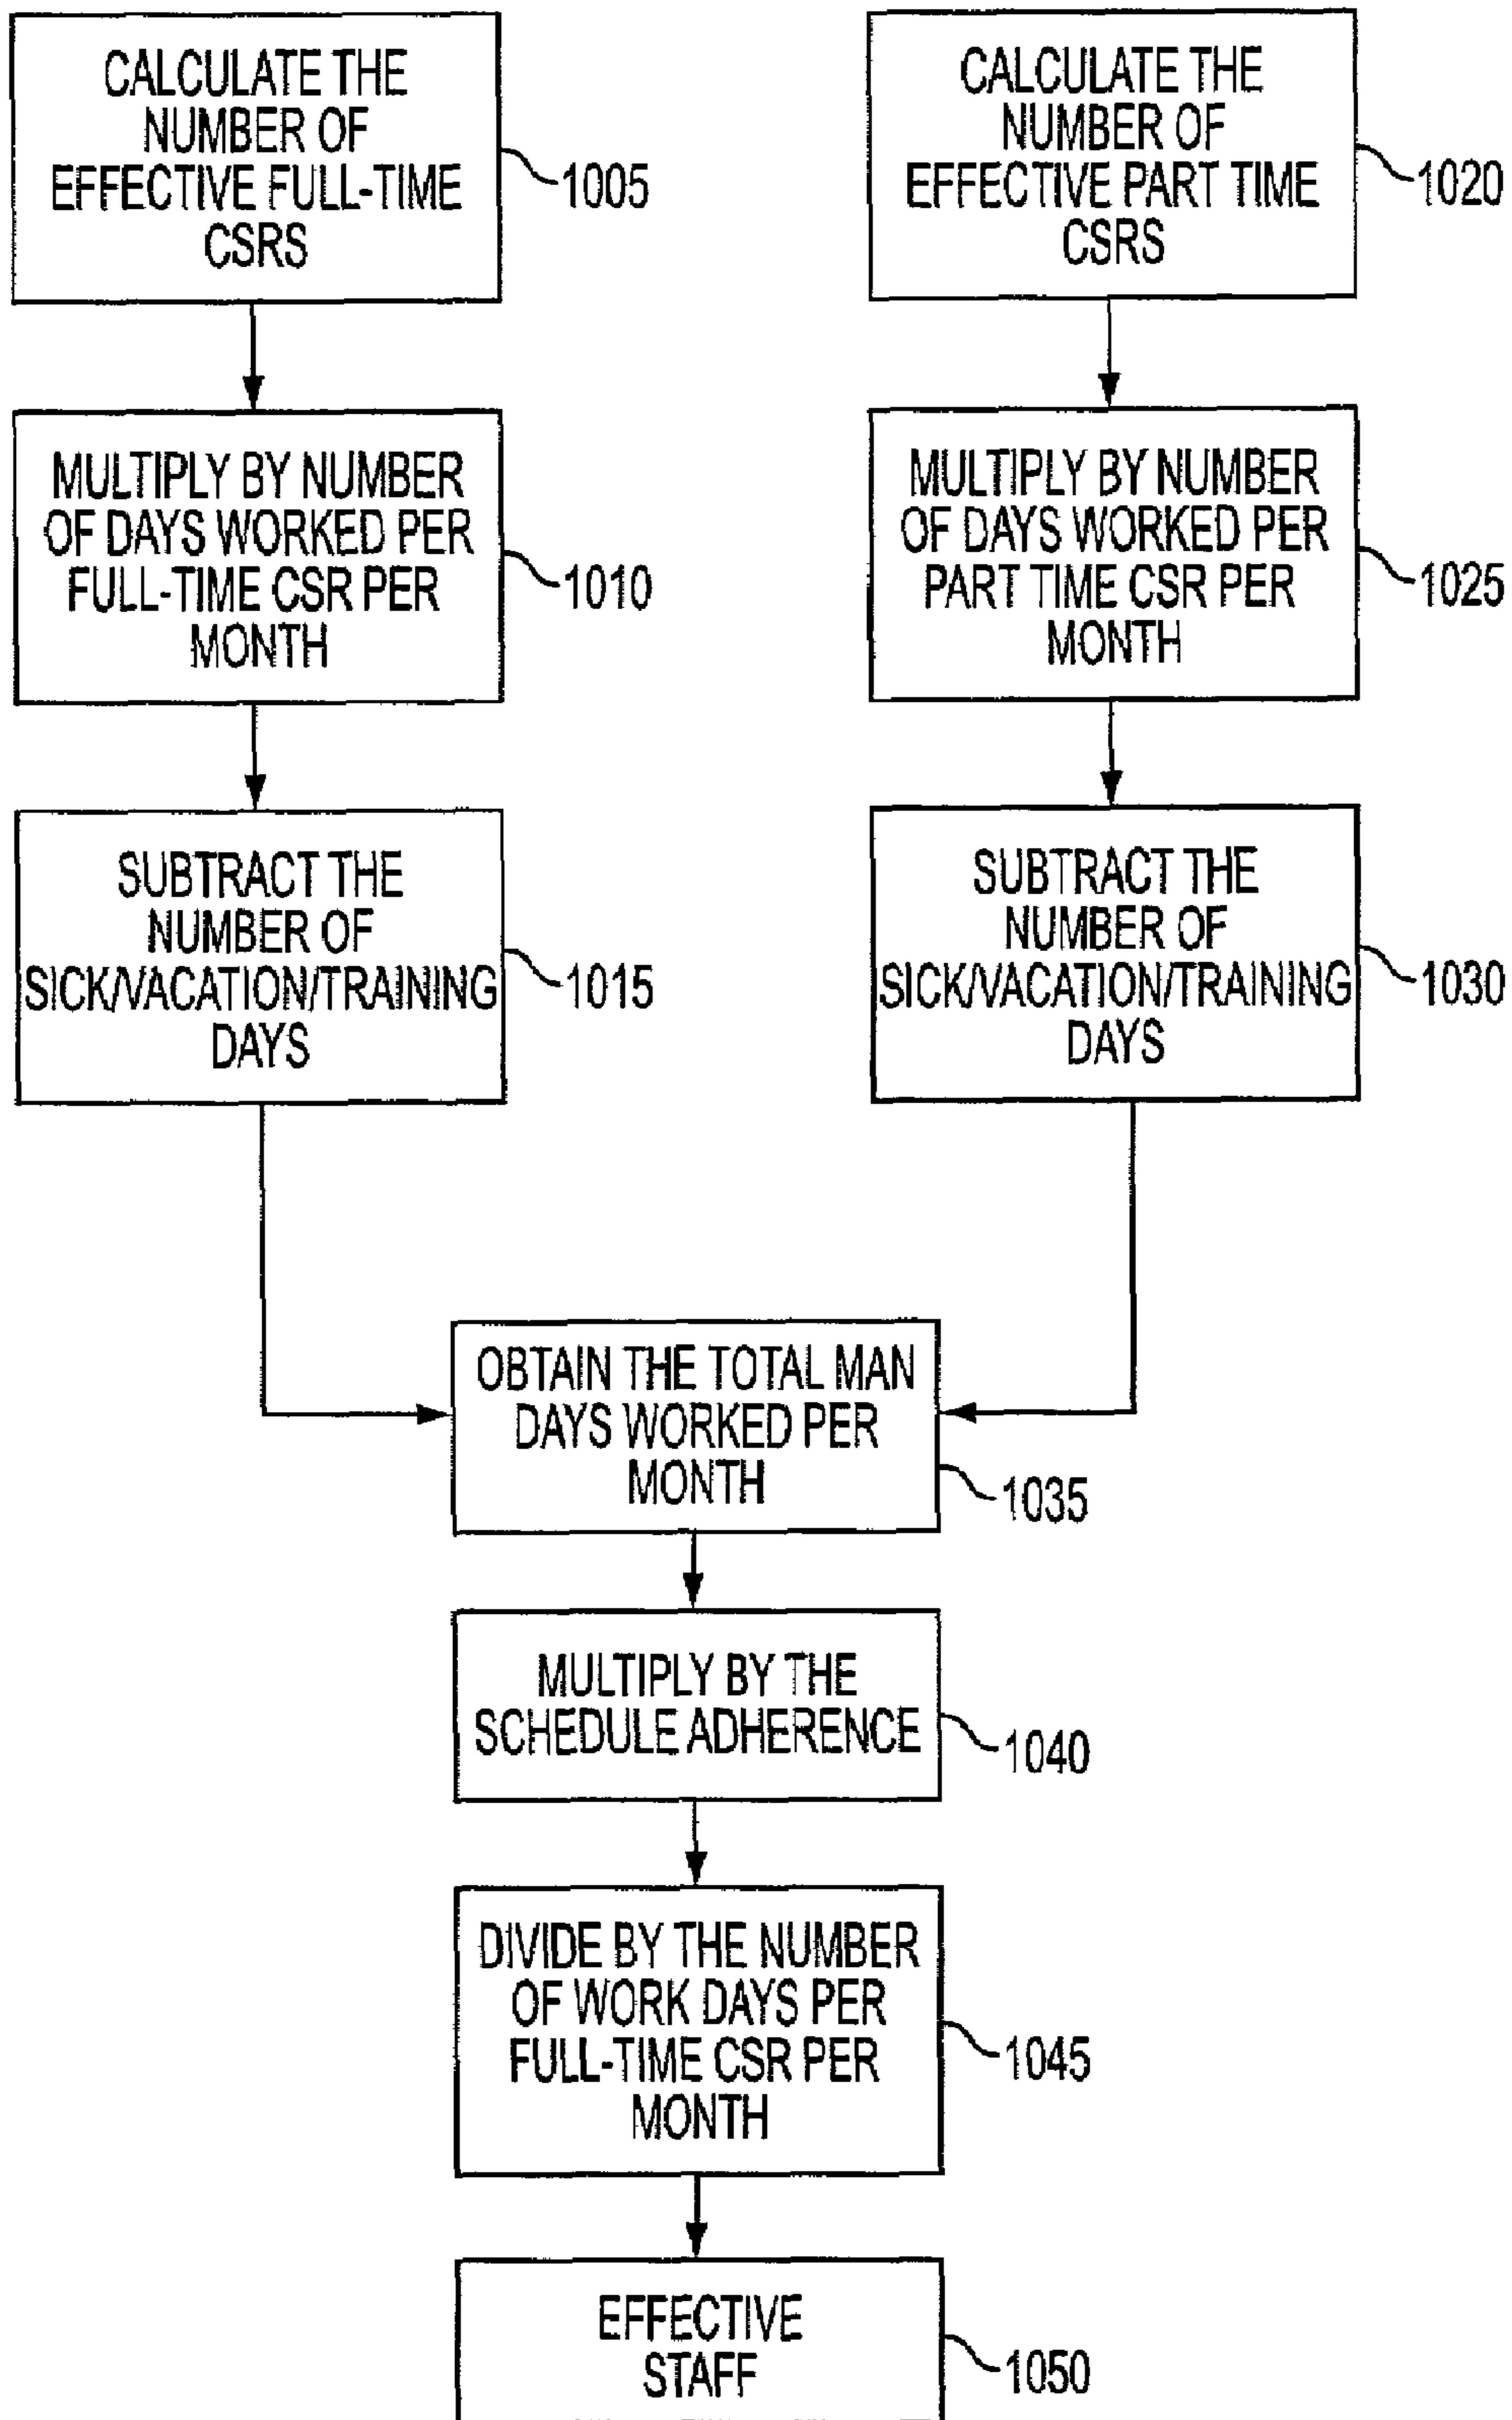 CALCULATE THE
NUMBER OF
EFFECTIVE FULL-TIME
CSRS
1005
CALCULATE THE
NUMBER OF
EFFECTIVE PART TIME
CSRS
1020
MULTIPLY BY NUMBER
OF DAYS WORKED PER
FULL-TIME CSR PER
MONTH
1010
MULTIPLY BY NUMBER
OF DAYS WORKED PER
PART TIME CSR PER
MONTH
1025
SUBTRACT THE
NUMBER OF
SICK/VACATION/TRAINING
DAYS
1015
SUBTRACT THE
NUMBER OF
SICK/VACATION/TRAINING
DAYS
1030
OBTAIN THE TOTAL MAN
DAYS WORKED PER
MONTH
1035
MULTIPLY BY THE
SCHEDULE ADHERENCE
1040
DIVIDE BY THE NUMBER
OF WORK DAYS PER
FULL-TIME CSR PER
MONTH
1045
EFFECTIVE
STAFF
1050